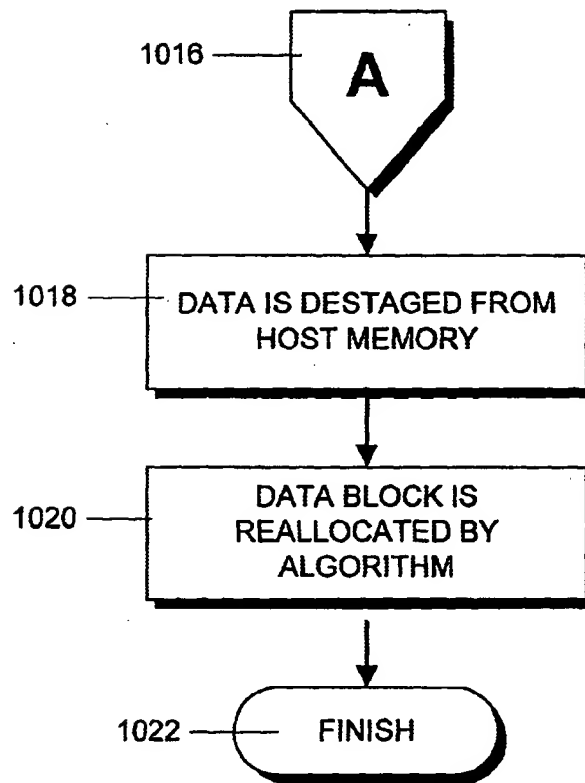 1016
A
1018
DATA IS DESTAGED FROM
HOST MEMORY
1020
DATA BLOCK IS
REALLOCATED BY
ALGORITHM
1022
FINISH